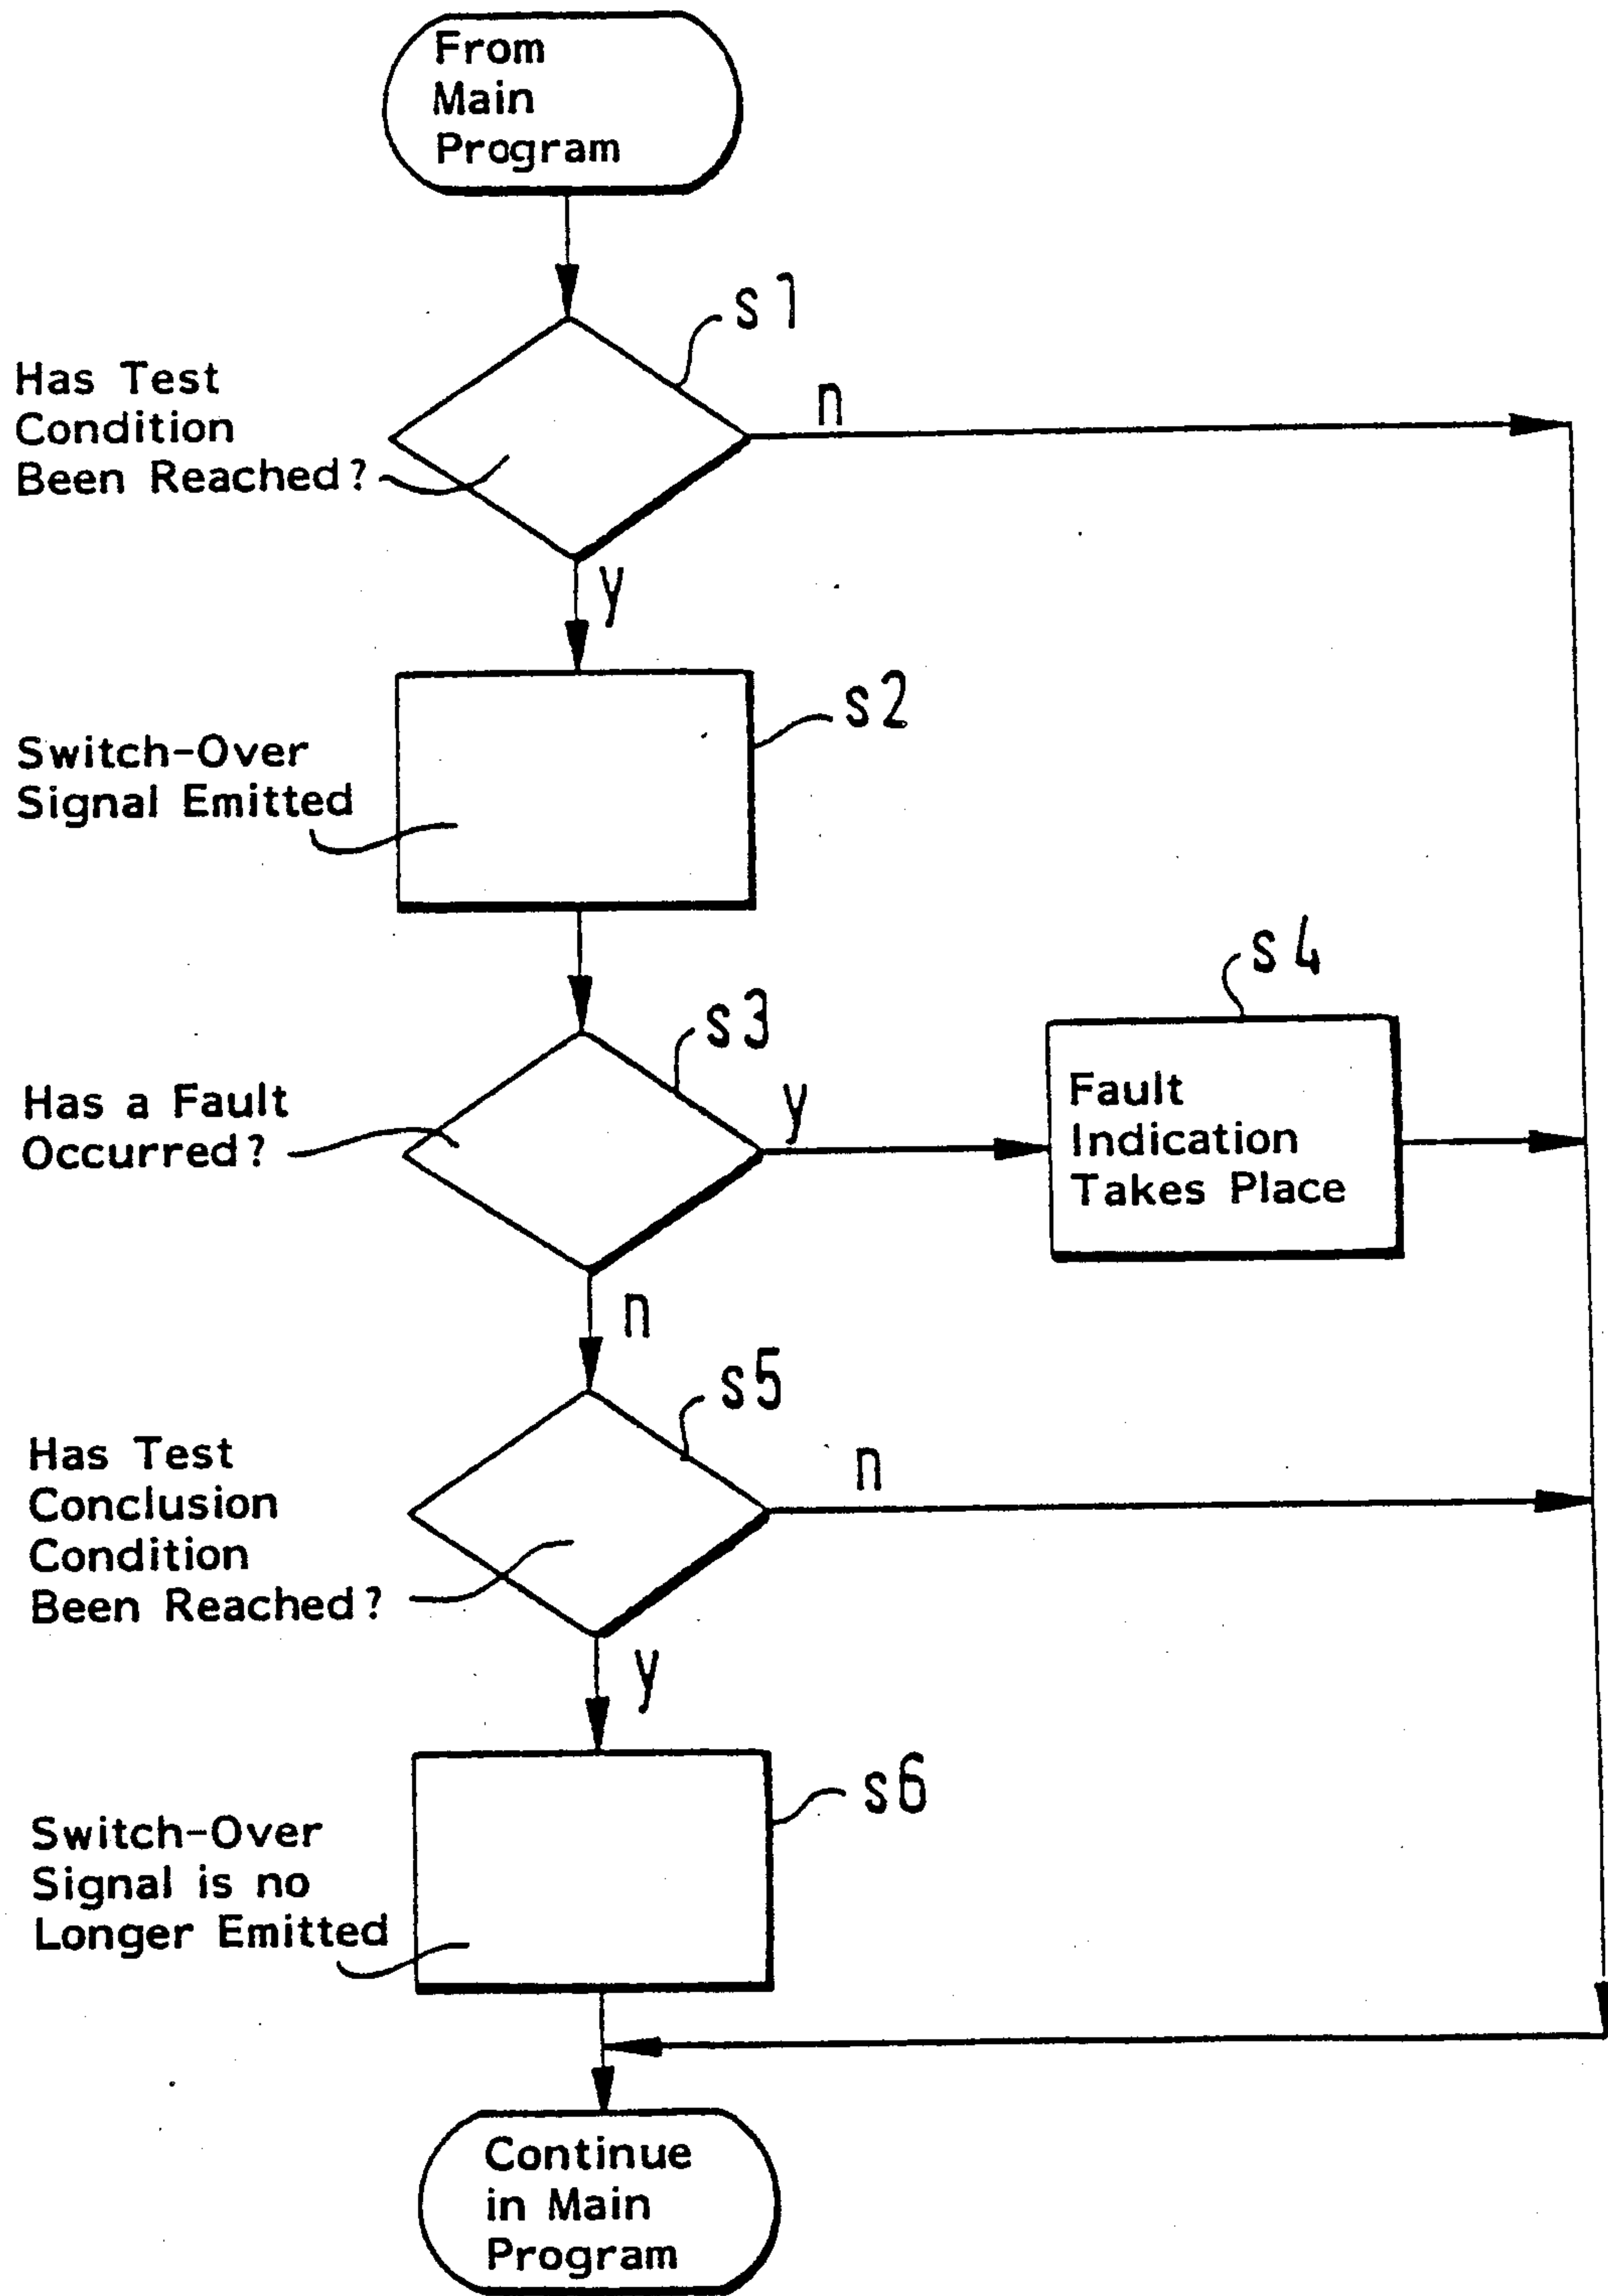 From
Main
Program
s1
Has Test
Condition
Been Reached?
n
y
s2
Switch-Over
Signal Emitted
s4
s3
Has a Fault
Occurred?
y
Fault
Indication
Takes Place
n
s5
Has Test
Conclusion
Condition
Been Reached?
n
y
s6
Switch-Over
Signal is no
Longer Emitted
Continue
in Main
Program